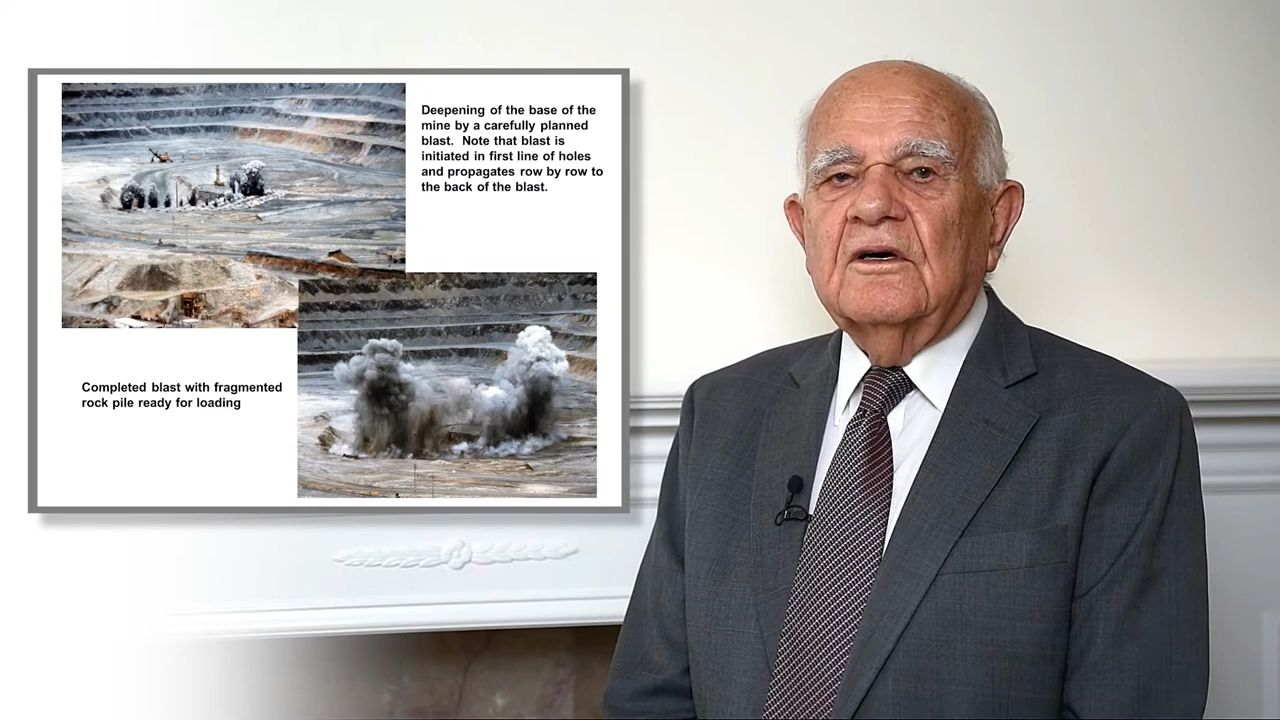 Deepening of the base of the
mine by a carefully planned
blast. Note that blast is
initiated in first line of holes
and propagates row by row to
the back of the blast.
Completed blast with fragmented
rock pile ready for loading